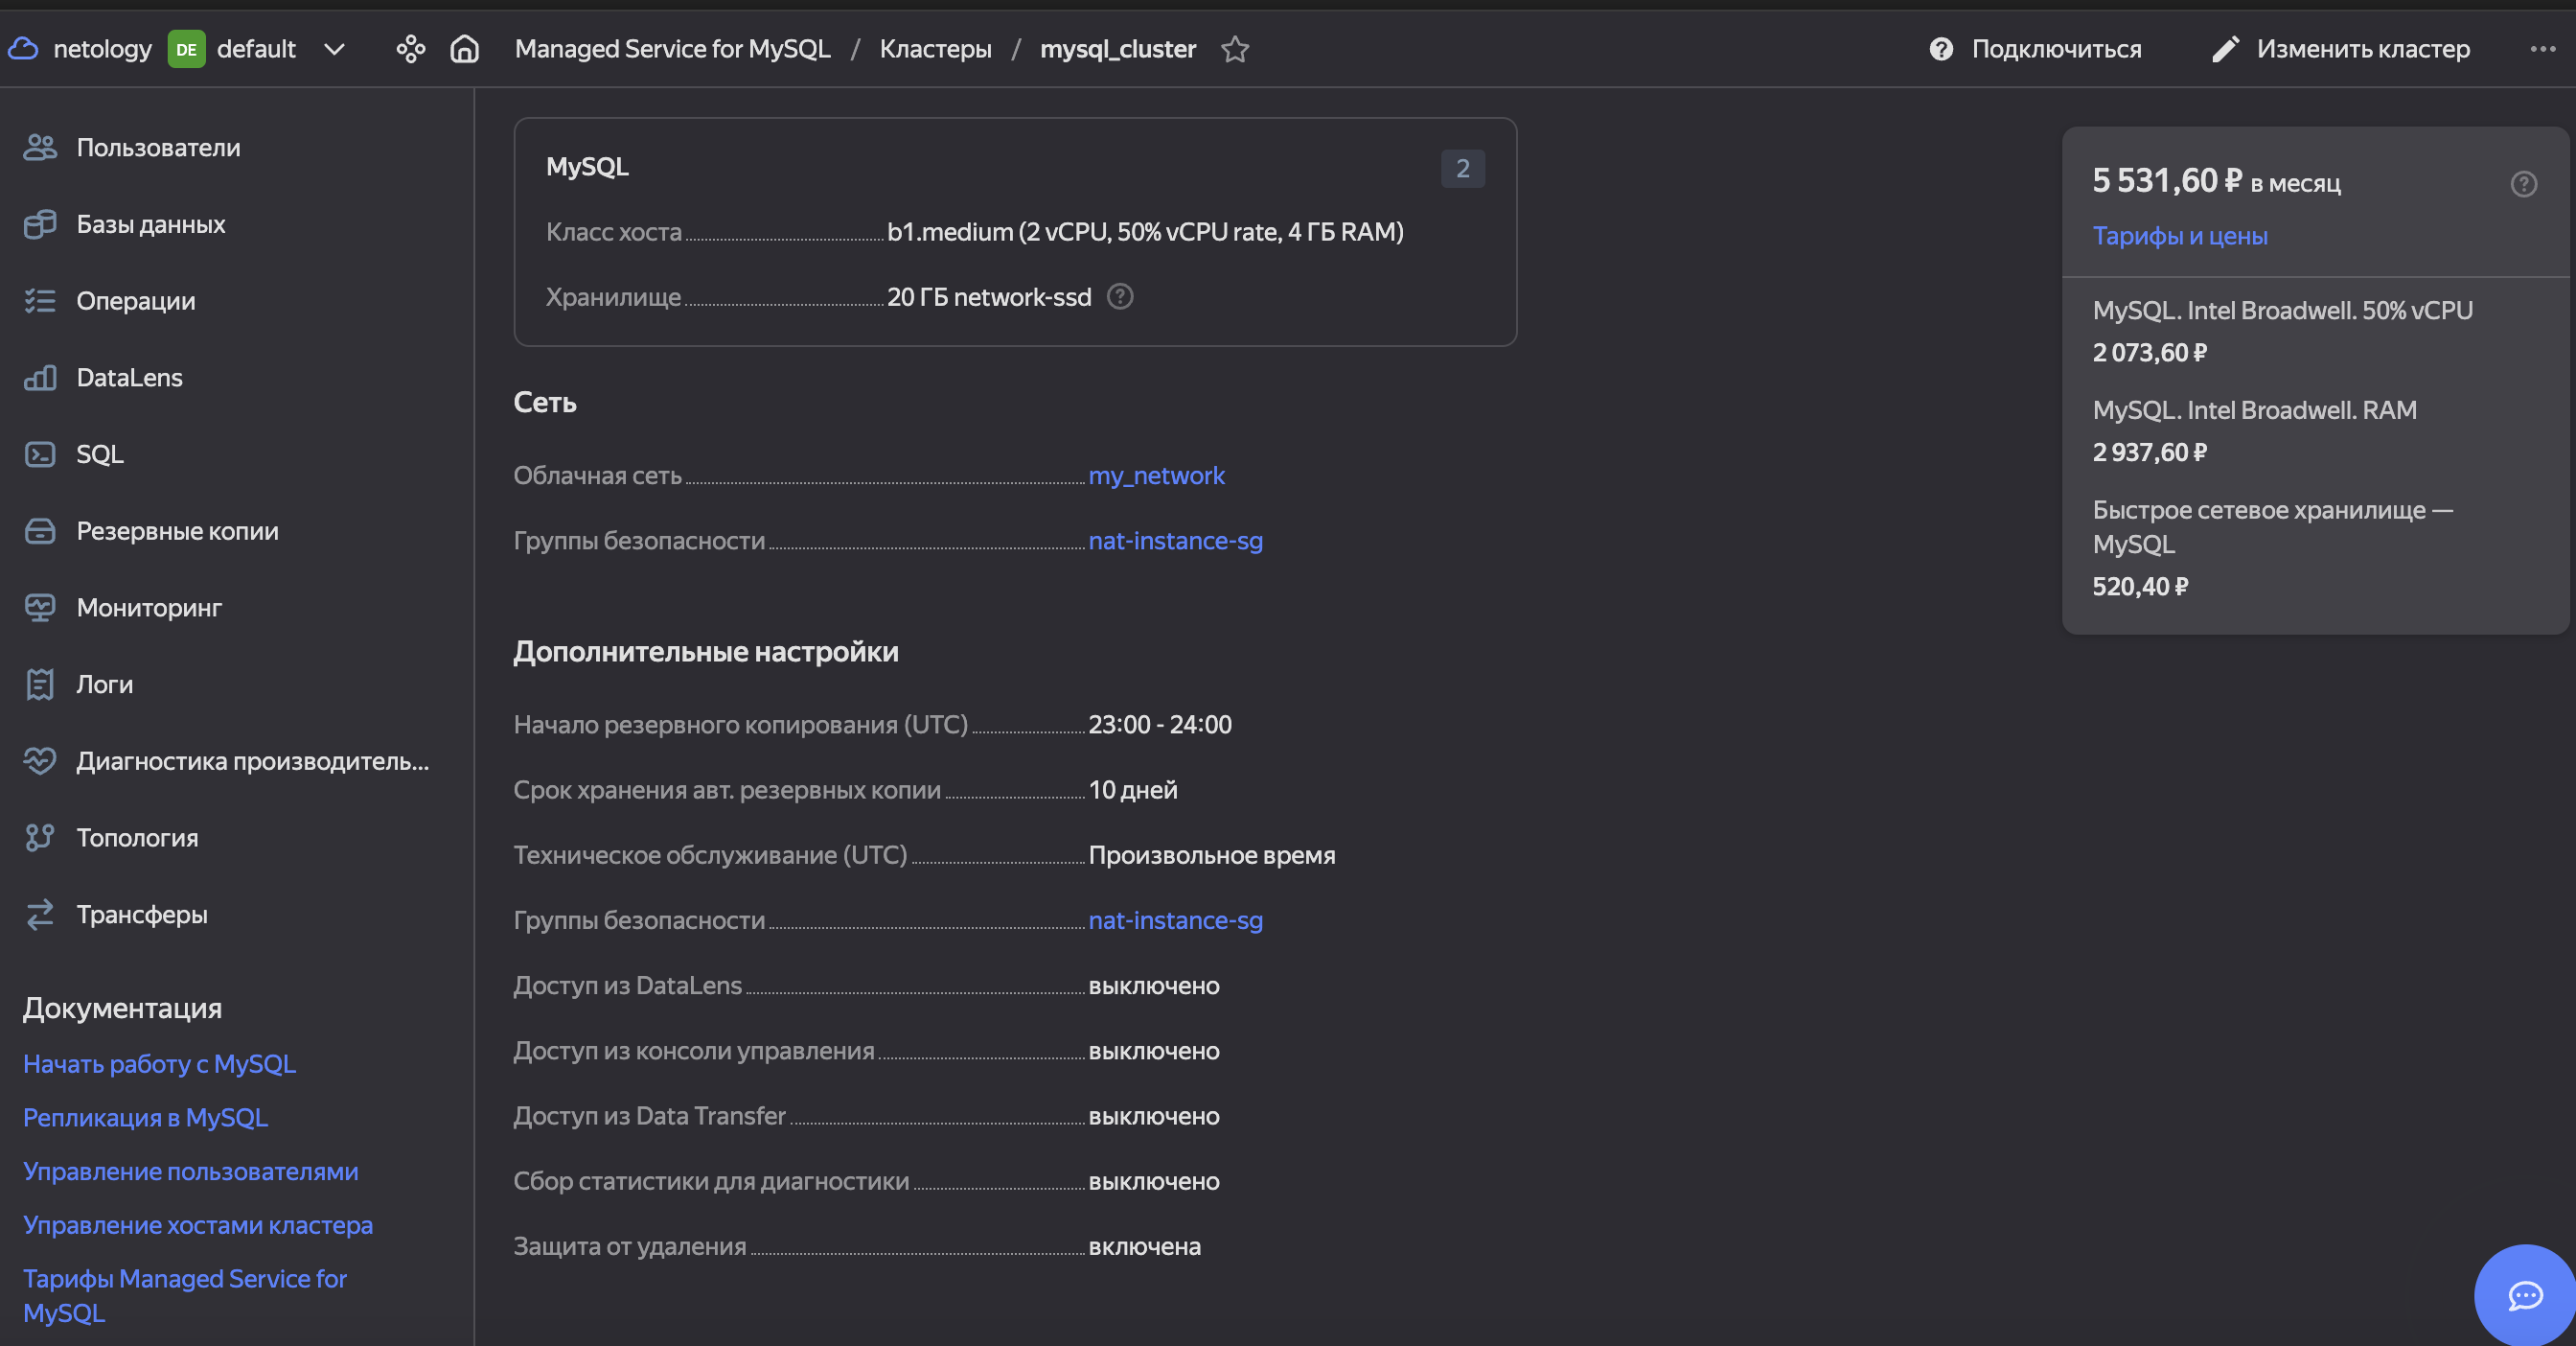 netology DE default Managed Service for MySQL / Кластеры / mysql_cluster Подключиться Изменить кластер
Пользователи
Базы данных
Операции
DataLens
SQL
Резервные копии
Мониторинг
Логи
Диагностика производитель...
Топология
Трансферы
Документация
Начать работу с MySQL
Репликация в MySQL
Управление пользователями
Управление хостами кластера
Тарифы Managed Service for
MySQL
MySQL 2
Класс хоста b1.medium (2 vCPU, 50% vCPU rate, 4 ГБ RAM)
Хранилище 20 ГБ network-ssd
Сеть
Облачная сеть my_network
Группы безопасности nat-instance-sg
Дополнительные настройки
Начало резервного копирования (UTC) 23:00 - 24:00
Срок хранения авт. резервных копии 10 дней
Техническое обслуживание (UTC) Произвольное время
Группы безопасности nat-instance-sg
Доступ из DataLens выключено
Доступ из консоли управления выключено
Доступ из Data Transfer выключено
Сбор статистики для диагностики выключено
Защита от удаления включена
5 531,60 ₽ в месяц
Тарифы и цены
MySQL. Intel Broadwell. 50% vCPU
2 073,60 ₽
MySQL. Intel Broadwell. RAM
2 937,60 ₽
Быстрое сетевое хранилище —
MySQL
520,40 ₽